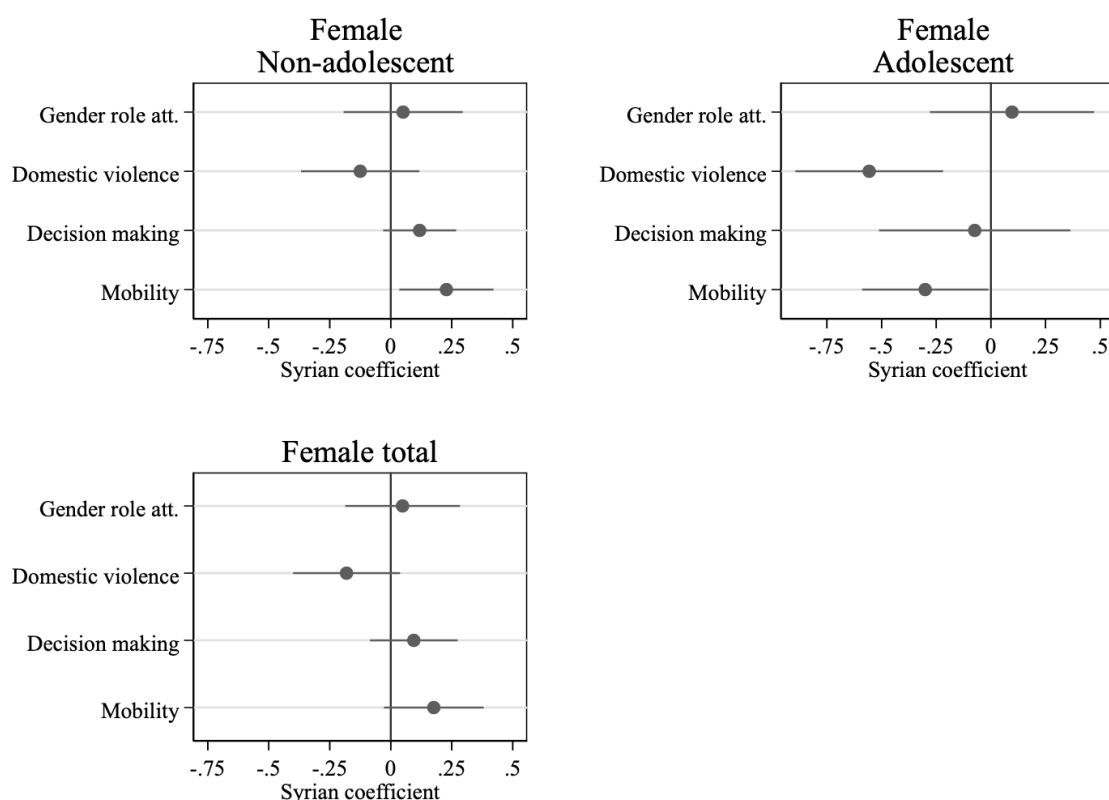 Female
Non-adolescent
Gender role att.
Domestic violence
Decision making
Mobility
-.75 -.5 -.25 0 .25 .5
Syrian coefficient
Female
Adolescent
Gender role att.
Domestic violence
Decision making
Mobility
-.75 -.5 -.25 0 .25 .5
Syrian coefficient
Female total
Gender role att.
Domestic violence
Decision making
Mobility
-.75 -.5 -.25 0 .25 .5
Syrian coefficient